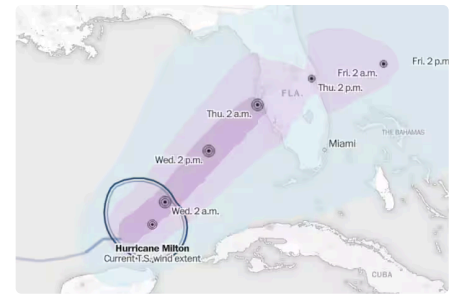 Fri. 2 p.m.
Fri. 2 a.m.
Thu. 2 p.m.
FLA.
Thu. 2 a.m.
Miami
THE BAHAMAS
Wed. 2 p.m.
Wed. 2 a.m.
Hurricane Milton
Current T.S. wind extent
CUBA